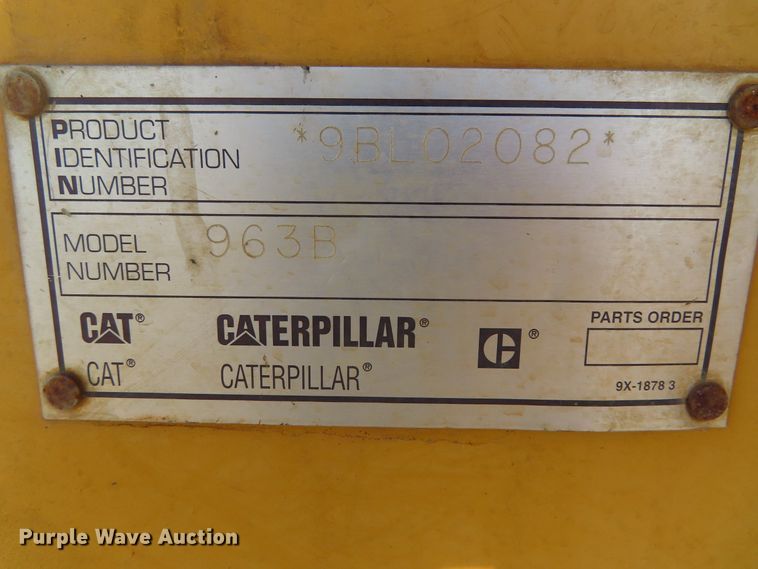 PRODUCT
IDENTIFICATION
NUMBER
*9BL02082*
MODEL
NUMBER
963B
CAT® CATERPILLAR® C® PARTS ORDER
CAT® CATERPILLAR® 9X-1878 3
Purple Wave Auction